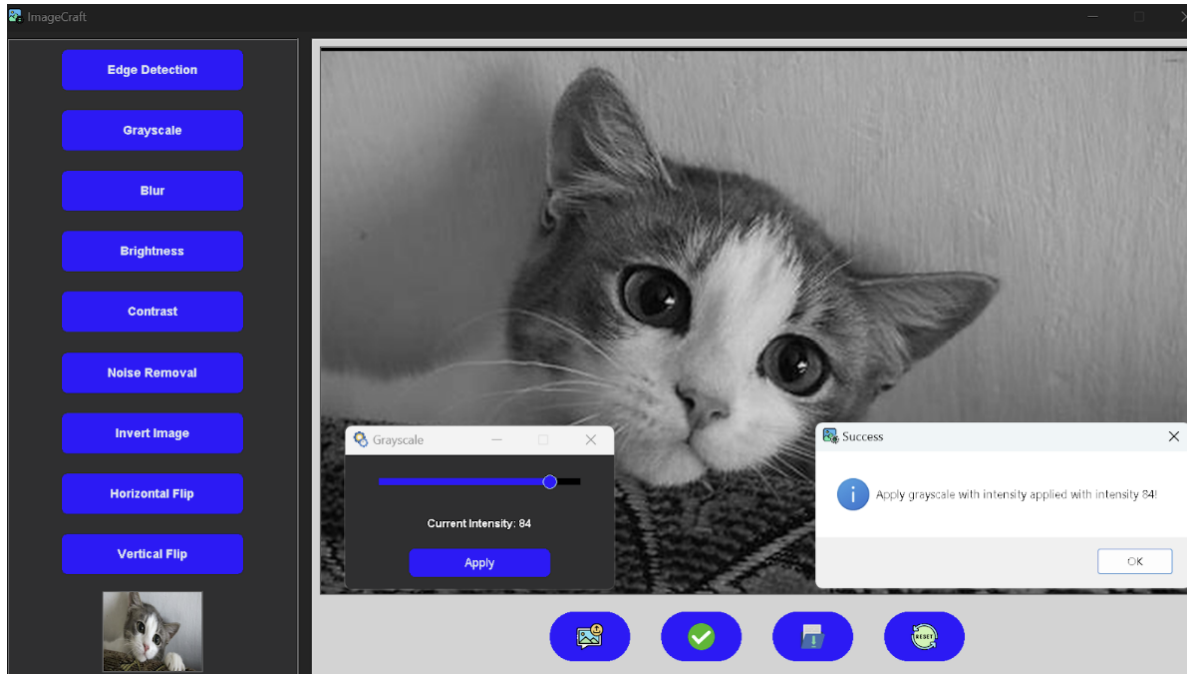 ImageCraft
Edge Detection
Grayscale
Blur
Brightness
Contrast
Noise Removal
Invert Image
Horizontal Flip
Vertical Flip
Grayscale
Current Intensity: 84
Apply
Success
Apply grayscale with intensity applied with intensity 84!
OK
RESET